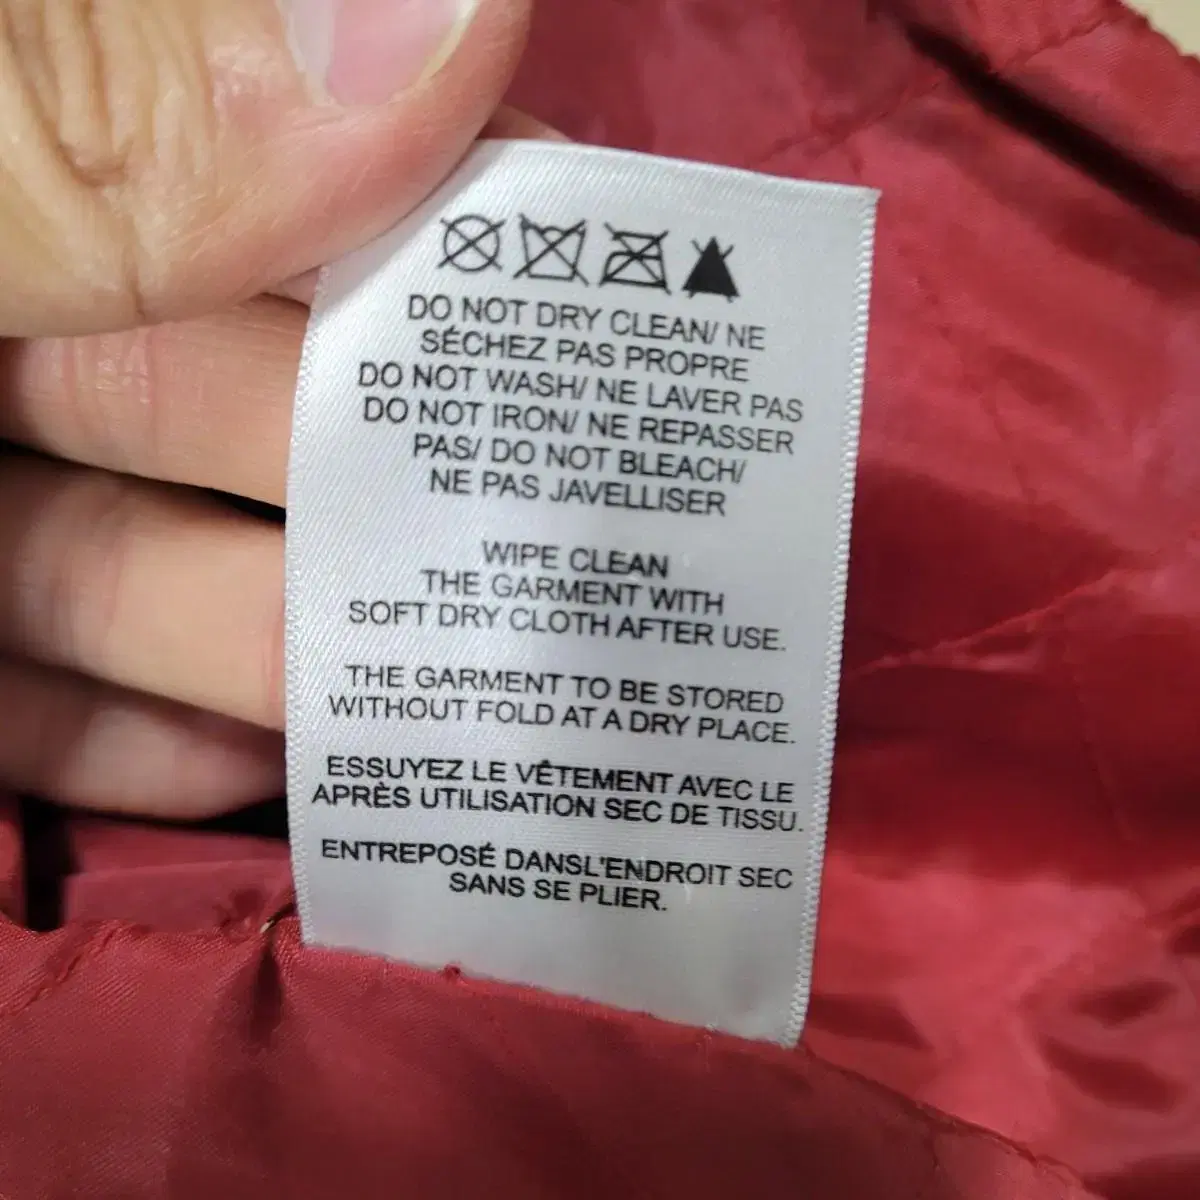 DO NOT DRY CLEAN/ NE
SÉCHEZ PAS PROPRE
DO NOT WASH/ NE LAVER PAS
DO NOT IRON/ NE REPASSER
PAS/ DO NOT BLEACH/
NE PAS JAVELLISER
WIPE CLEAN
THE GARMENT WITH
SOFT DRY CLOTH AFTER USE.
THE GARMENT TO BE STORED
WITHOUT FOLD AT A DRY PLACE.
ESSUYEZ LE VÊTEMENT AVEC LE
APRÈS UTILISATION SEC DE TISSU.
ENTREPOSÉ DANSL'ENDROIT SEC
SANS SE PLIER.